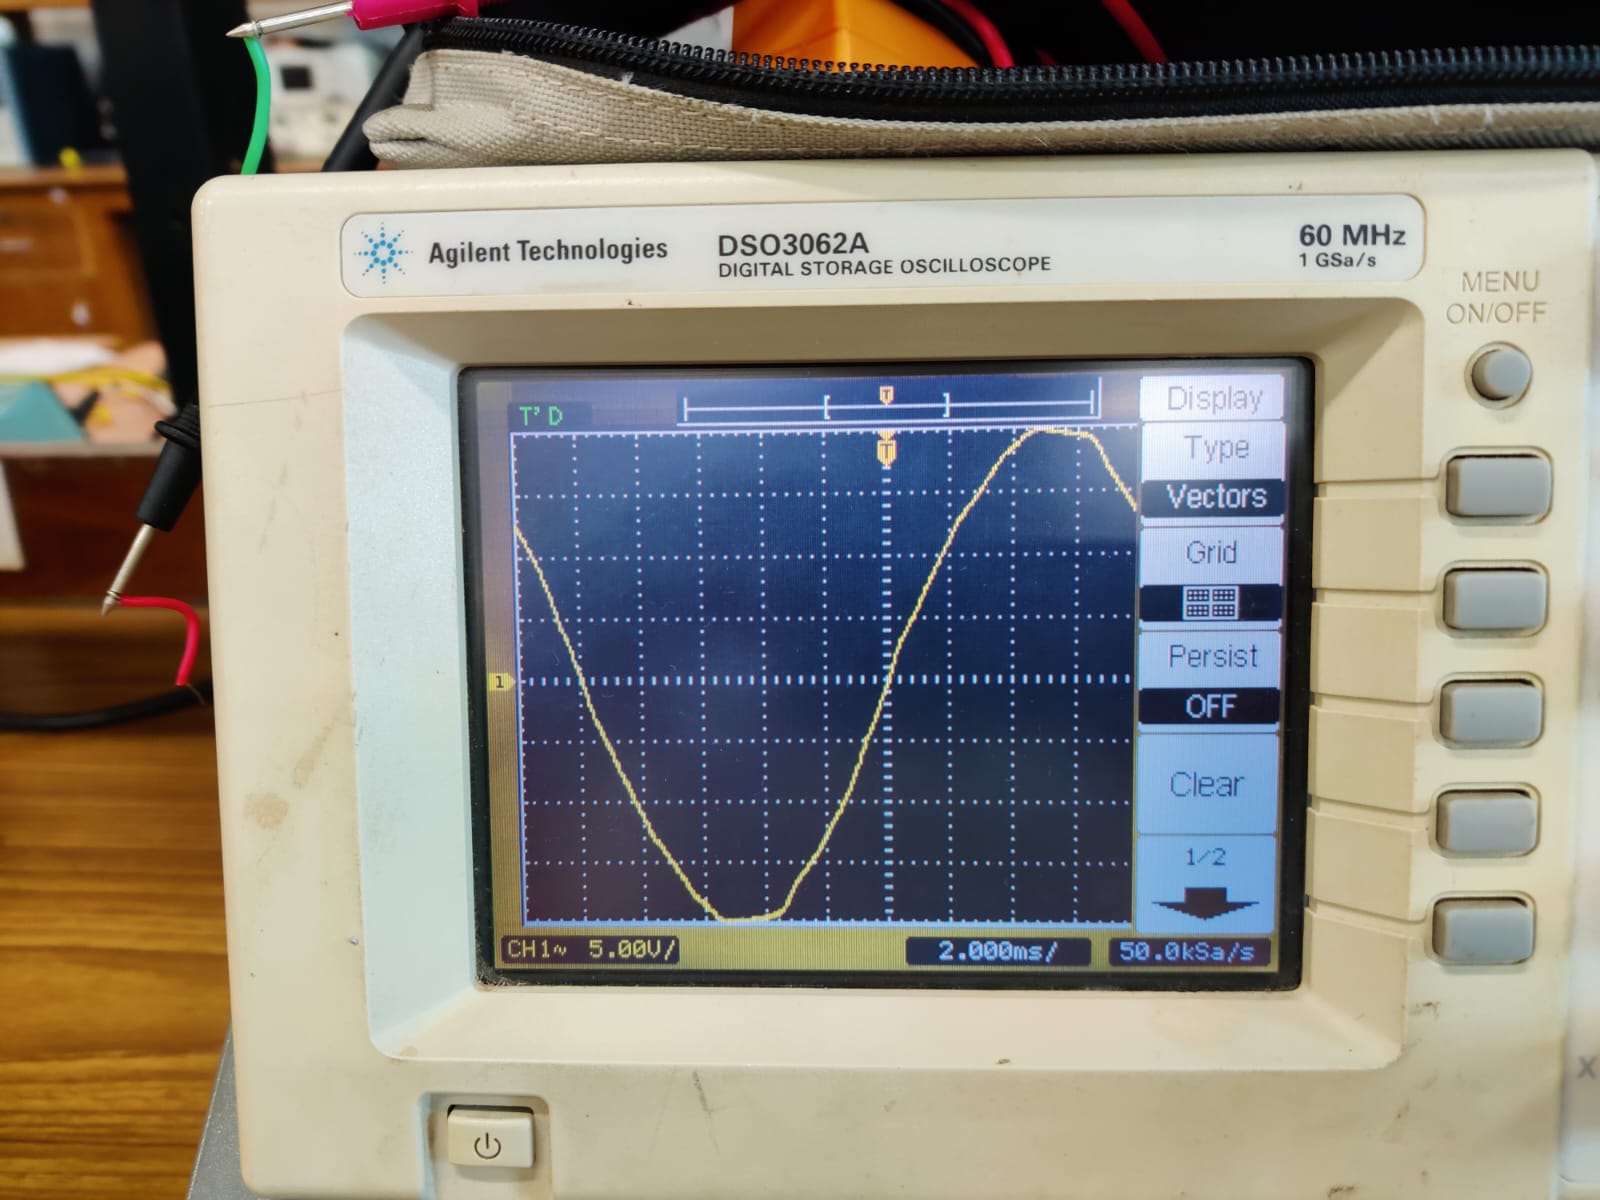 Agilent Technologies
DSO3062A
DIGITAL STORAGE OSCILLOSCOPE
60 MHz
1 GSa/s
MENU
ON/OFF
T'D
T
T
Display
Type
Vectors
Grid
Persist
OFF
Clear
1/2
1
CH1~ 5.00V/
2.000ms/
50.0kSa/s
X